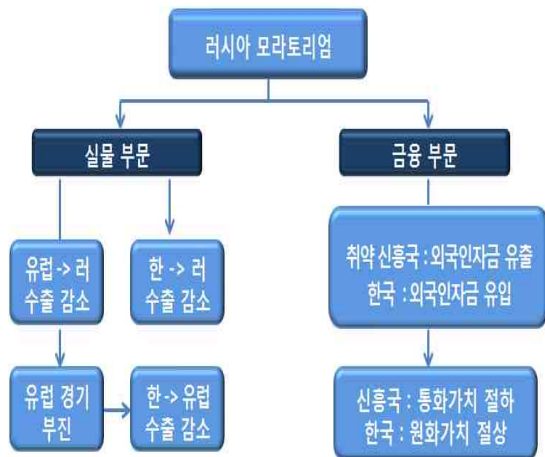 러시아 모라토리엄
실물 부문
금융 부문
유럽 -> 러
수출 감소
한 -> 러
수출 감소
취약 신흥국 : 외국인자금 유출
한국 : 외국인자금 유입
유럽 경기
부진
한-> 유럽
수출 감소
신흥국 : 통화가치 절하
한국 : 원화가치 절상